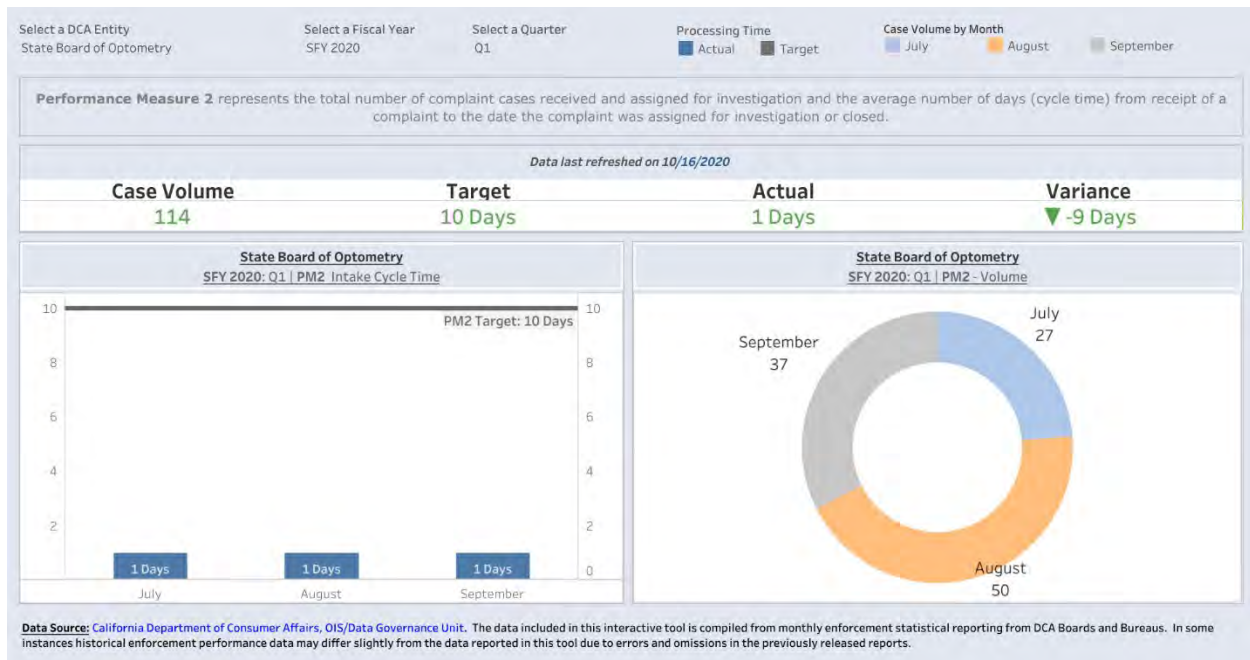 Select a DCA Entity
State Board of Optometry
Select a Fiscal Year
SFY 2020
Select a Quarter
Q1
Processing Time
Actual Target
Case Volume by Month
July August September
Performance Measure 2 represents the total number of complaint cases received and assigned for investigation and the average number of days (cycle time) from receipt of a
complaint to the date the complaint was assigned for investigation or closed.
Data last refreshed on 10/16/2020
Case Volume Target Actual Variance
114 10 Days 1 Days ▼ -9 Days
State Board of Optometry
SFY 2020: Q1 | PM2 Intake Cycle Time
10 10
PM2 Target: 10 Days
8 8
6 6
4 4
2 2
1 Days 1 Days 1 Days 0
July August September
State Board of Optometry
SFY 2020: Q1 | PM2 - Volume
July
27
September
37
August
50
Data Source: California Department of Consumer Affairs, OIS/Data Governance Unit. The data included in this interactive tool is compiled from monthly enforcement statistical reporting from DCA Boards and Bureaus. In some
instances historical enforcement performance data may differ slightly from the data reported in this tool due to errors and omissions in the previously released reports.